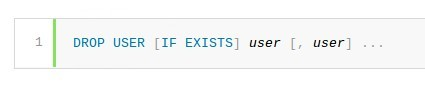 1 DROP USER [IF EXISTS] user [, user] ...